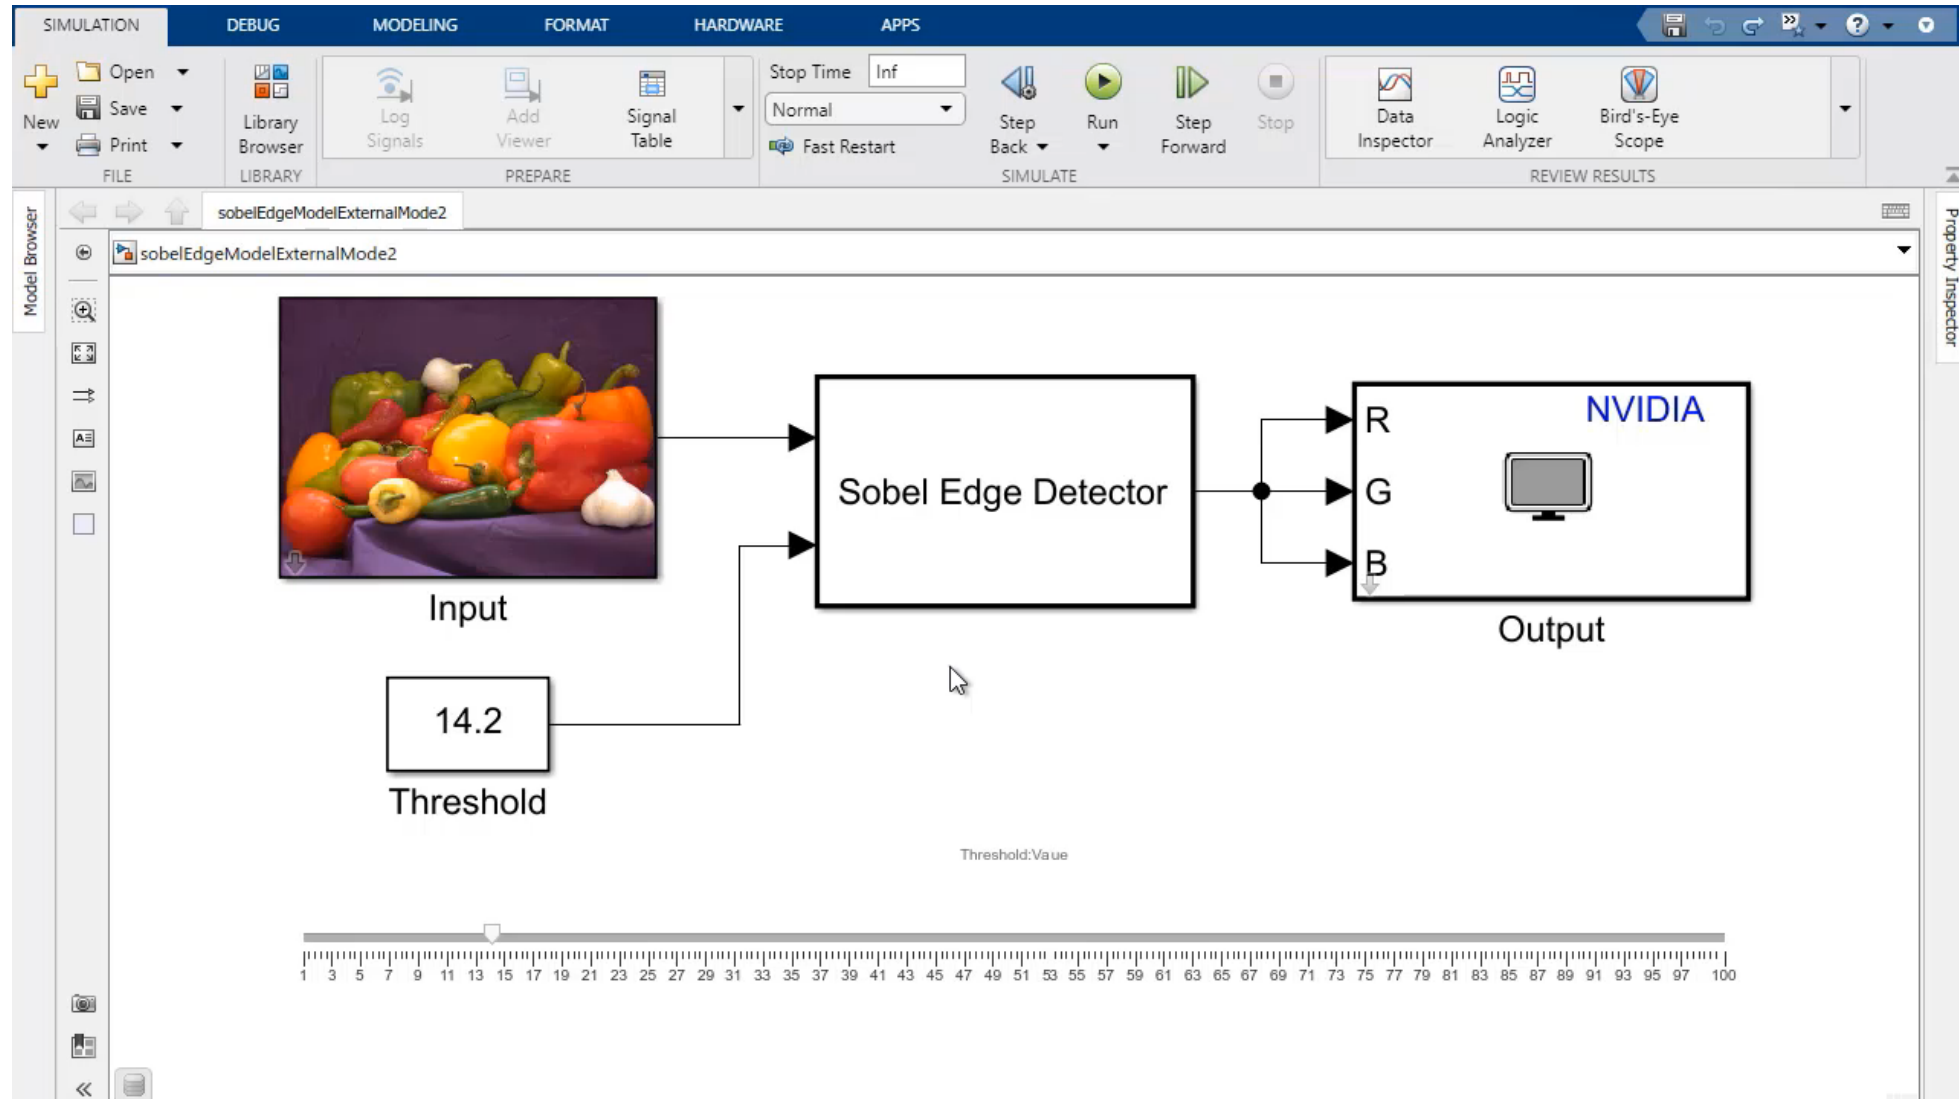 SIMULATION DEBUG MODELING FORMAT HARDWARE APPS
New
Open
Save
Print
FILE
Library
Browser
LIBRARY
Log
Signals
Add
Viewer
Signal
Table
PREPARE
Stop Time Inf
Normal
Fast Restart
Step
Back
Run
Step
Forward
Stop
SIMULATE
Data
Inspector
Logic
Analyzer
Bird's-Eye
Scope
REVIEW RESULTS
Model Browser
Property Inspector
sobelEdgeModelExternalMode2
sobelEdgeModelExternalMode2
Input
Sobel Edge Detector
R
G
B
NVIDIA
Output
14.2
Threshold
Threshold:Vaue
1 3 5 7 9 11 13 15 17 19 21 23 25 27 29 31 33 35 37 39 41 43 45 47 49 51 53 55 57 59 61 63 65 67 69 71 73 75 77 79 81 83 85 87 89 91 93 95 97 100